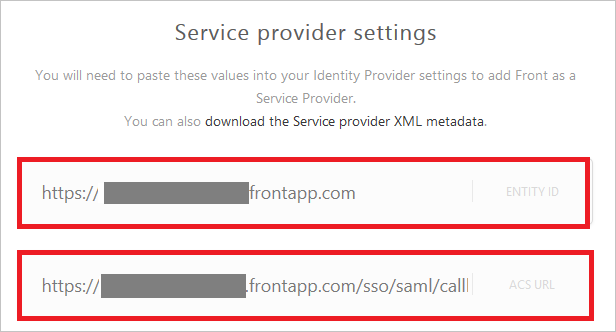 Service provider settings
You will need to paste these values into your Identity Provider settings to add Front as a
Service Provider.
You can also download the Service provider XML metadata.
https:// frontapp.com ENTITY ID
https:// .frontapp.com/sso/saml/call ACS URL